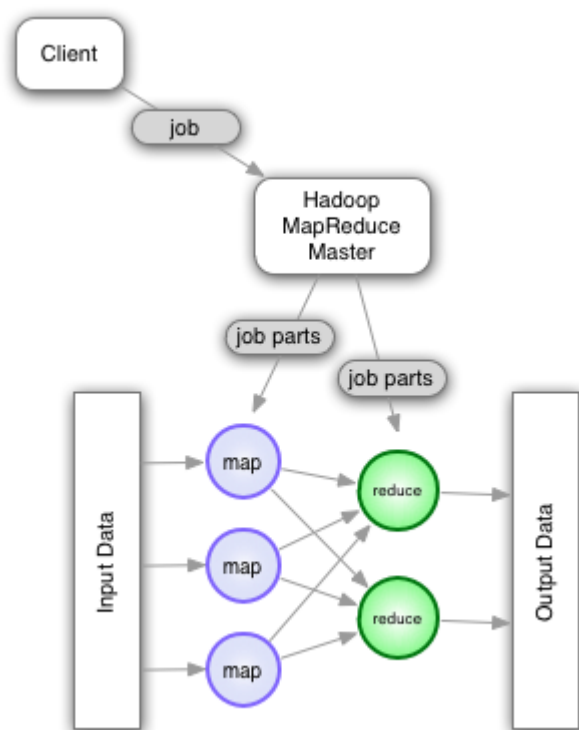 Client
job
Hadoop
MapReduce
Master
job parts
job parts
Input Data
map
map
map
reduce
reduce
Output Data